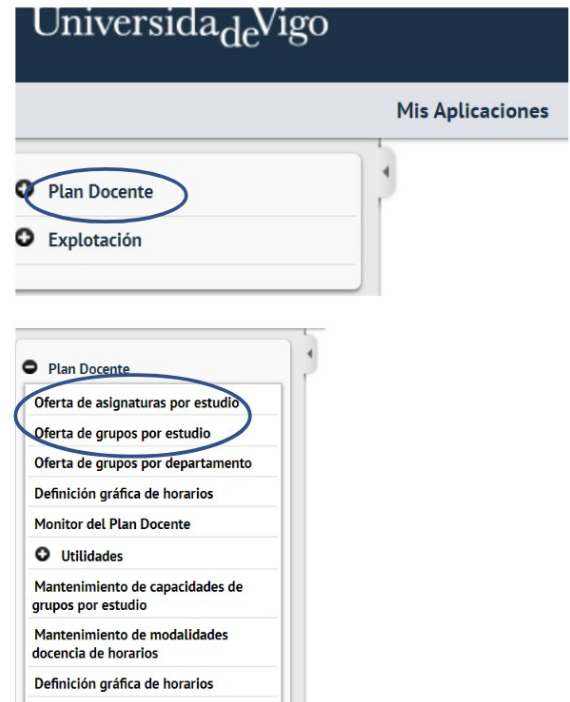 UniversidadeVigo
Mis Aplicaciones
Plan Docente
Explotación
Plan Docente
Oferta de asignaturas por estudio
Oferta de grupos por estudio
Oferta de grupos por departamento
Definición gráfica de horarios
Monitor del Plan Docente
Utilidades
Mantenimiento de capacidades de
grupos por estudio
Mantenimiento de modalidades
docencia de horarios
Definición gráfica de horarios